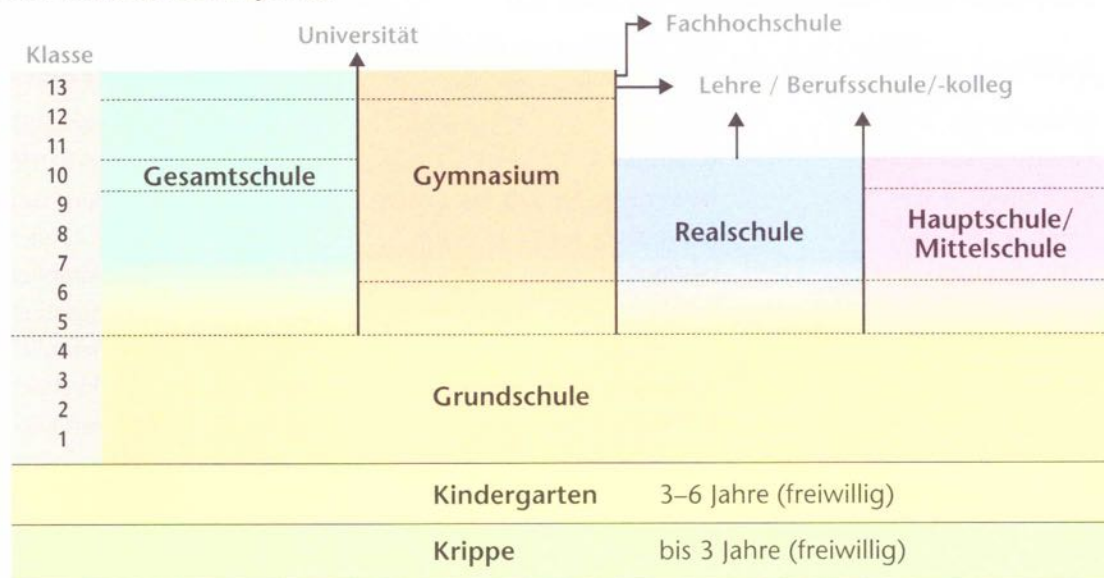 Fachhochschule
Universität
Klasse
Lehre / Berufsschule/-kolleg
13
12
11
10
9
8
7
6
5
4
3
2
1
Gesamtschule
Gymnasium
Realschule
Hauptschule/
Mittelschule
Grundschule
Kindergarten 3–6 Jahre (freiwillig)
Krippe bis 3 Jahre (freiwillig)